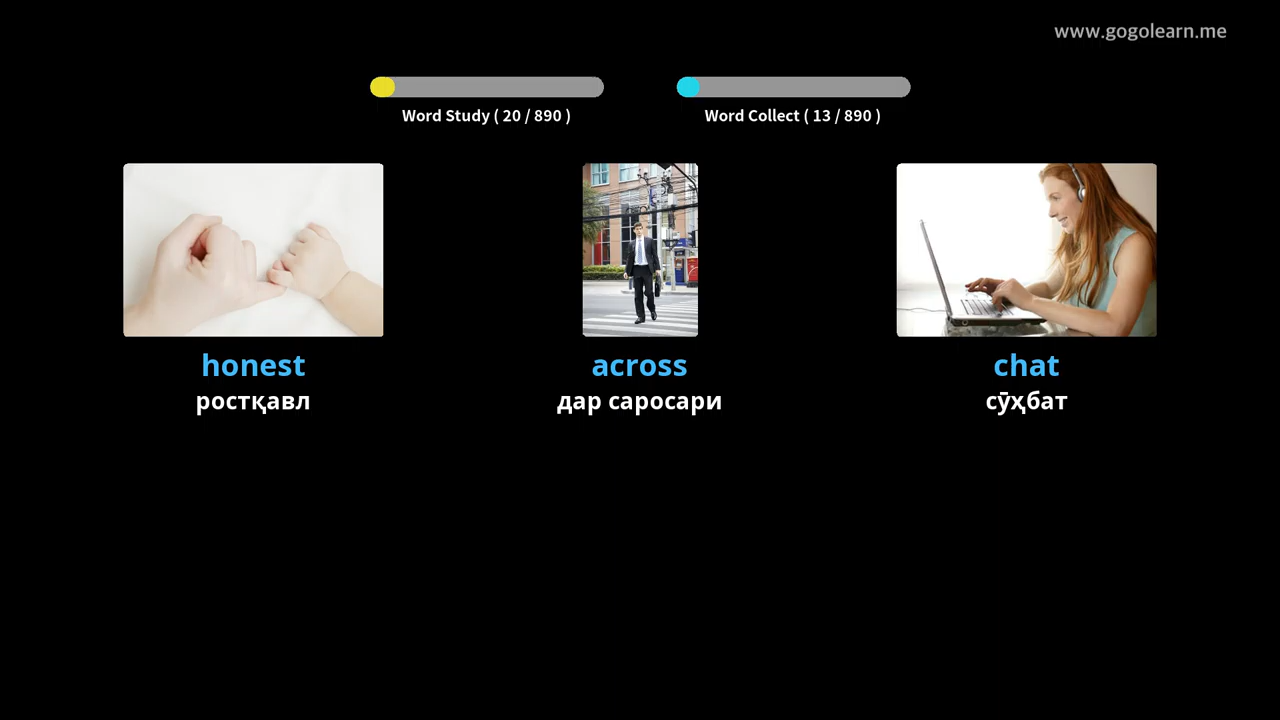 www.gogolearn.me
Word Study ( 20 / 890 )
Word Collect ( 13 / 890 )
honest
across
chat
ростқавл
дар саросари
сӯҳбат